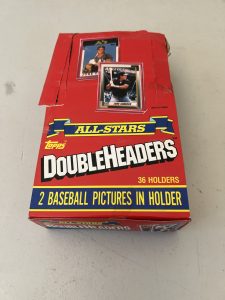 ALL-STARS
Topps
DOUBLEHEADERS
36 HOLDERS
2 BASEBALL PICTURES IN HOLDER
ALL-STARS
DOUBLEHEADERS